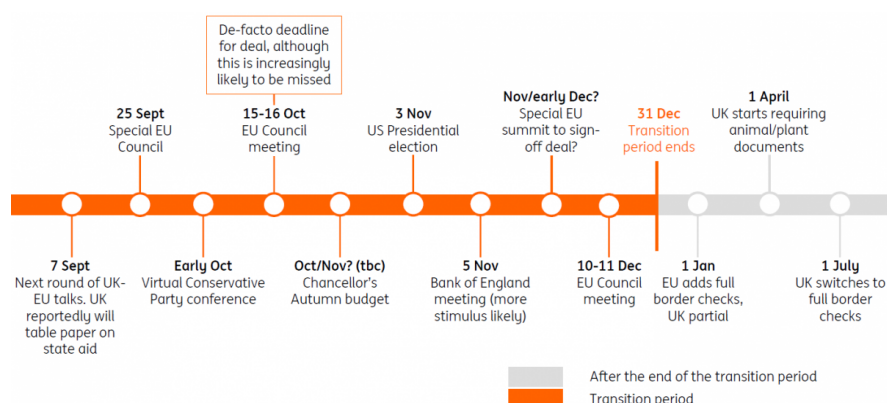 De-facto deadline
for deal, although
this is increasingly
likely to be missed
25 Sept
Special EU
Council
15-16 Oct
EU Council
meeting
3 Nov
US Presidential
election
Nov/early Dec?
Special EU
summit to sign-
off deal?
31 Dec
Transition
period ends
1 April
UK starts requiring
animal/plant
documents
7 Sept
Next round of UK-
EU talks. UK
reportedly will
table paper on
state aid
Early Oct
Virtual Conservative
Party conference
Oct/Nov? (tbc)
Chancellor's
Autumn budget
5 Nov
Bank of England
meeting (more
stimulus likely)
10-11 Dec
EU Council
meeting
1 Jan
EU adds full
border checks,
UK partial
1 July
UK switches to
full border
checks
After the end of the transition period
Transition period